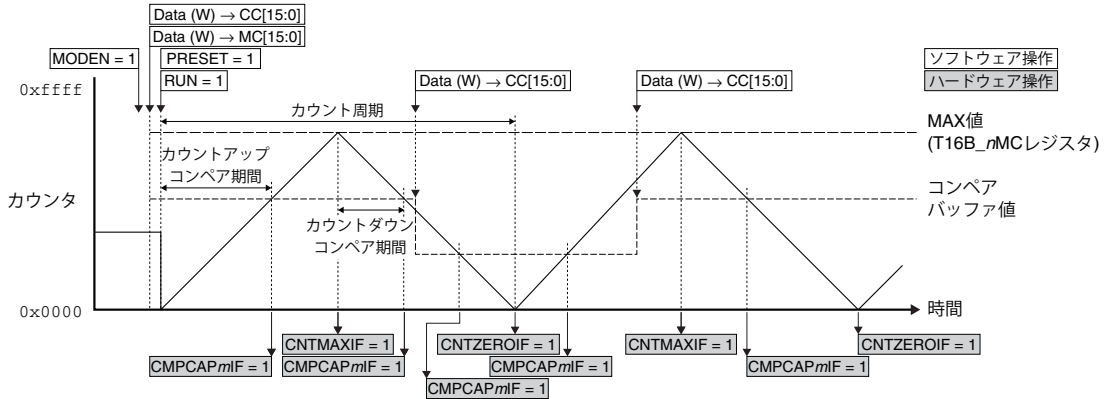 Data (W) → CC[15:0]
Data (W) → MC[15:0]
MODEN = 1
PRESET = 1
RUN = 1
Data (W) → CC[15:0]
Data (W) → CC[15:0]
ソフトウェア操作
ハードウェア操作
0xffff
カウント周期
MAX値
(T16B_nMCレジスタ)
カウントアップ
コンペア期間
カウンタ
コンペア
バッファ値
カウントダウン
コンペア期間
0x0000
時間
CNTMAXIF = 1
CNTZEROIF = 1
CNTMAXIF = 1
CNTZEROIF = 1
CMPCAPmIF = 1
CMPCAPmIF = 1
CMPCAPmIF = 1
CMPCAPmIF = 1
CMPCAPmIF = 1